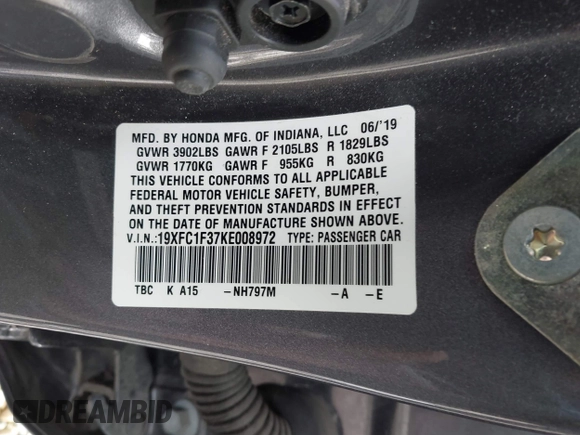 MFD. BY HONDA MFG. OF INDIANA, LLC 06/'19
GVWR 3902LBS GAWR F 2105LBS R 1829LBS
GVWR 1770KG GAWR F 955KG R 830KG
THIS VEHICLE CONFORMS TO ALL APPLICABLE
FEDERAL MOTOR VEHICLE SAFETY, BUMPER,
AND THEFT PREVENTION STANDARDS IN EFFECT
ON THE DATE OF MANUFACTURE SHOWN ABOVE.
V.I.N.:19XFC1F37KE008972 TYPE: PASSENGER CAR
TBC K A15 -NH797M -A -E
DREAMBID